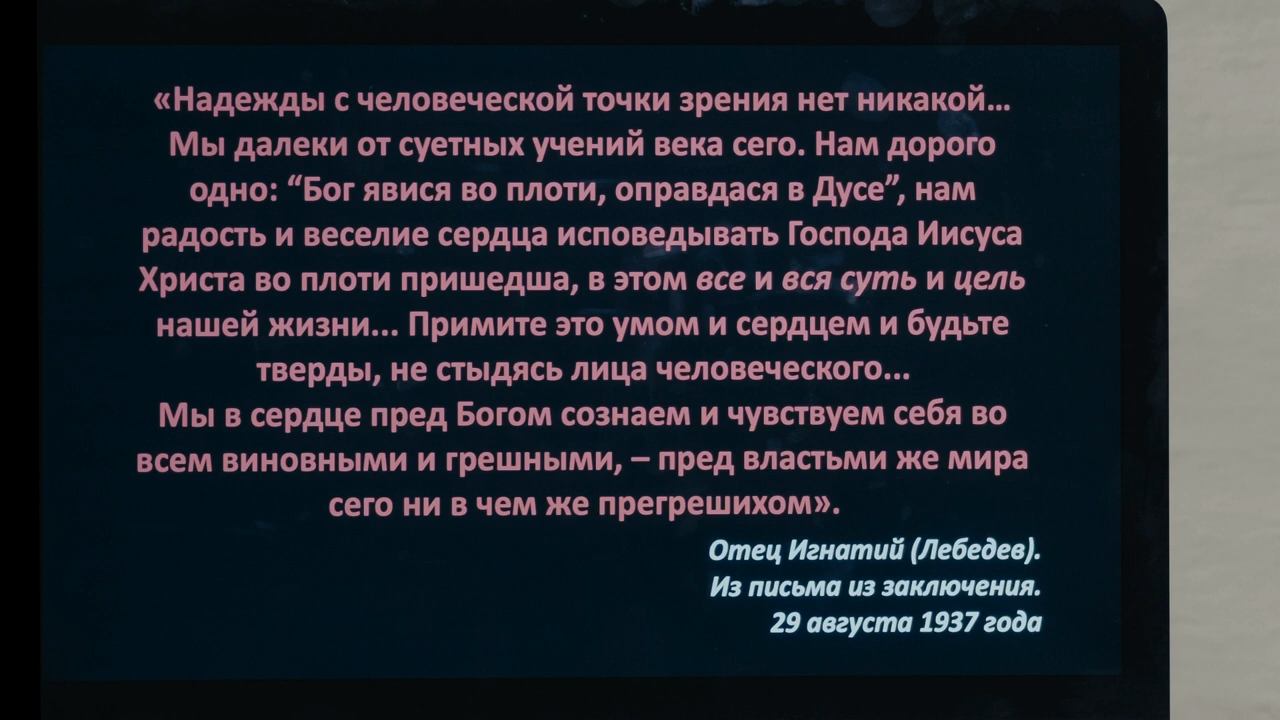 «Надежды с человеческой точки зрения нет никакой...
Мы далеки от суетных учений века сего. Нам дорого
одно: “Бог явися во плоти, оправдася в Дусе”, нам
радость и веселие сердца исповедывать Господа Иисуса
Христа во плоти пришедша, в этом все и вся суть и цель
нашей жизни... Примите это умом и сердцем и будьте
тверды, не стыдясь лица человеческого...
Мы в сердце пред Богом сознаем и чувствуем себя во
всем виновными и грешными, – пред властьми же мира
сего ни в чем же прегрешихом».
Отец Игнатий (Лебедев).
Из письма из заключения.
29 августа 1937 года